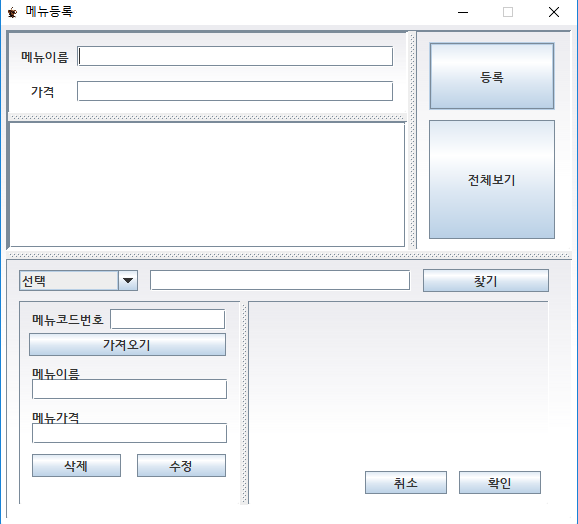 메뉴등록
메뉴이름
등록
가격
전체보기
선택
찾기
메뉴코드번호
가져오기
메뉴이름
메뉴가격
삭제 수정
취소 확인